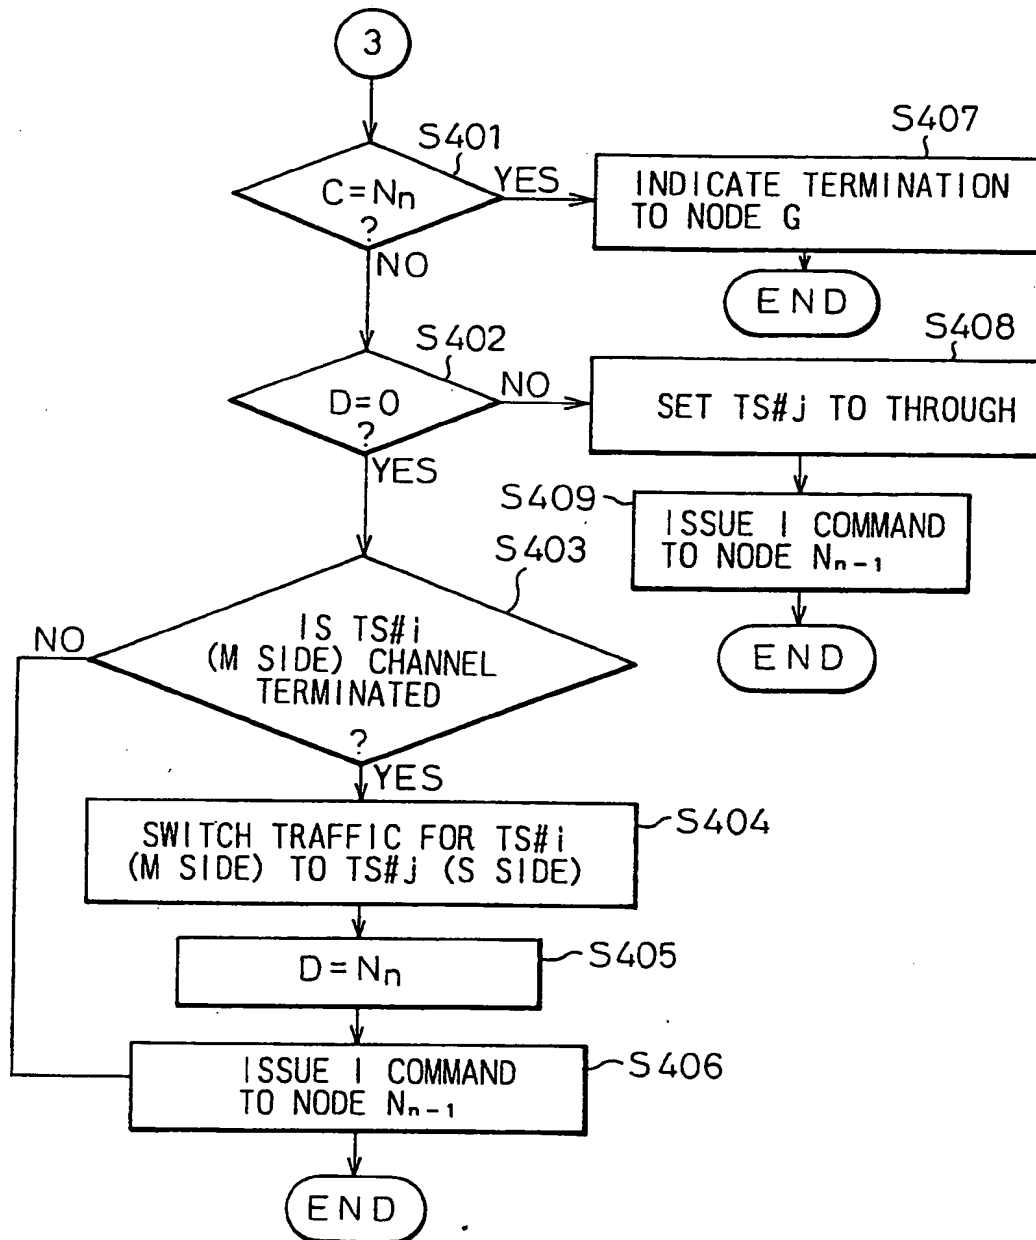 3
S401
C=Nn
?
YES
NO
S407
INDICATE TERMINATION
TO NODE G
END
S402
D=0
?
NO
YES
S408
SET TS#j TO THROUGH
S409
ISSUE I COMMAND
TO NODE Nn-1
END
S403
IS TS#i
(M SIDE) CHANNEL
TERMINATED
?
NO
YES
S404
SWITCH TRAFFIC FOR TS#i
(M SIDE) TO TS#j (S SIDE)
S405
D=Nn
S406
ISSUE I COMMAND
TO NODE Nn-1
END